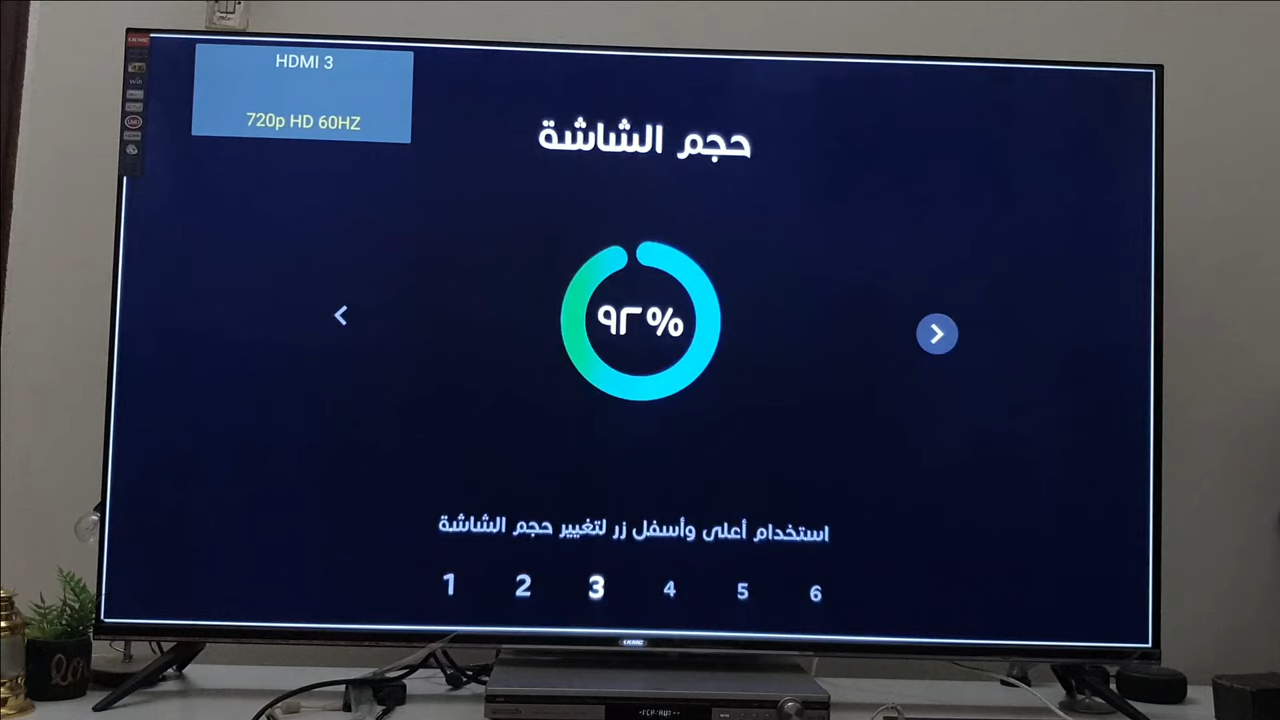 HDMI 3
720p HD 60HZ
حجم الشاشة
٩٢%
استخدام أعلى وأسفل زر لتغيير حجم الشاشة
1 2 3 4 5 6